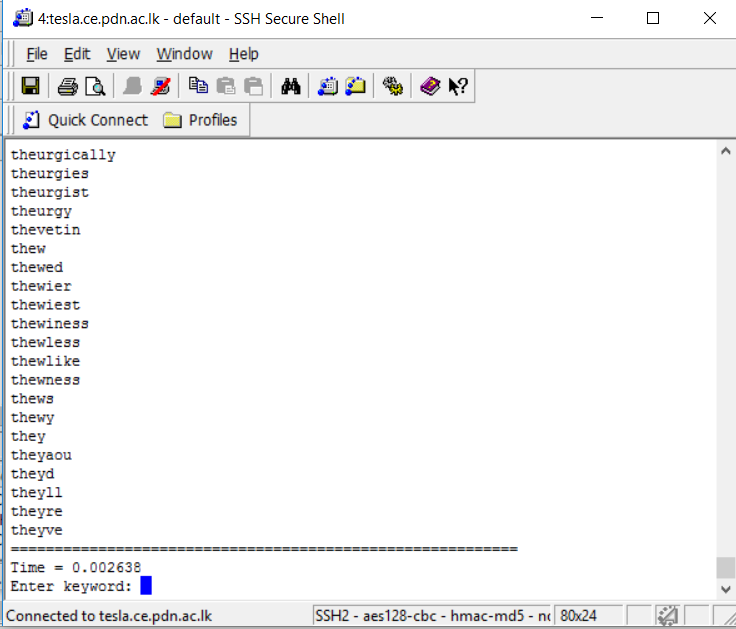 4:tesla.ce.pdn.ac.lk - default - SSH Secure Shell
File Edit View Window Help
Quick Connect Profiles
theurgically
theurgies
theurgist
theurgy
thevetin
thew
thewed
thewier
thewiest
thewiness
thewless
thewlike
thewness
thews
thewy
they
theyaou
theyd
theyll
theyre
theyve
==========================================================
Time = 0.002638
Enter keyword:
Connected to tesla.ce.pdn.ac.lk SSH2 - aes128-cbc - hmac-md5 - 80x24